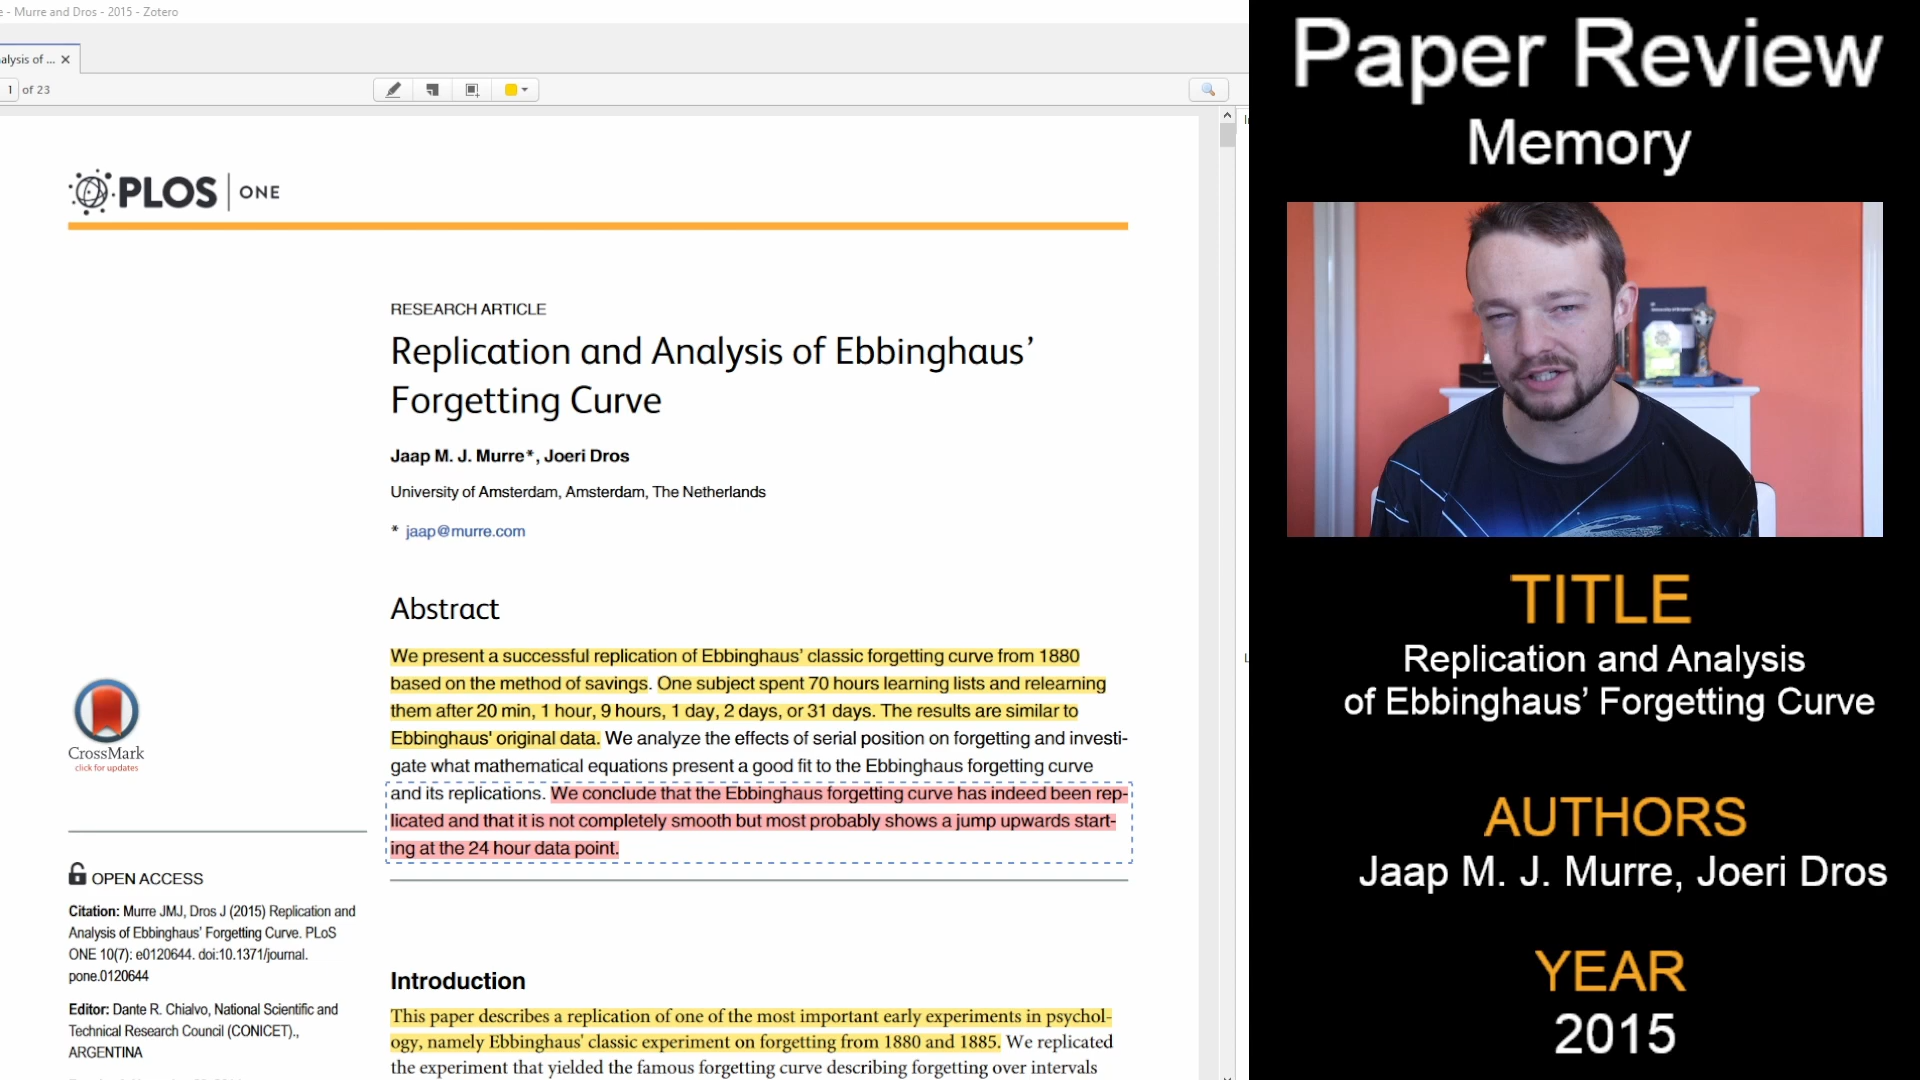 e - Murre and Dros - 2015 - Zotero
alysis of ...
1 of 23
PLOS ONE
RESEARCH ARTICLE
Replication and Analysis of Ebbinghaus’
Forgetting Curve
Jaap M. J. Murre*, Joeri Dros
University of Amsterdam, Amsterdam, The Netherlands
* jaap@murre.com
Abstract
We present a successful replication of Ebbinghaus’ classic forgetting curve from 1880
based on the method of savings. One subject spent 70 hours learning lists and relearning
them after 20 min, 1 hour, 9 hours, 1 day, 2 days, or 31 days. The results are similar to
Ebbinghaus' original data. We analyze the effects of serial position on forgetting and investi-
gate what mathematical equations present a good fit to the Ebbinghaus forgetting curve
and its replications. We conclude that the Ebbinghaus forgetting curve has indeed been rep-
licated and that it is not completely smooth but most probably shows a jump upwards start-
ing at the 24 hour data point.
CrossMark
click for updates
OPEN ACCESS
Citation: Murre JMJ, Dros J (2015) Replication and
Analysis of Ebbinghaus’ Forgetting Curve. PLoS
ONE 10(7): e0120644. doi:10.1371/journal.
pone.0120644
Editor: Dante R. Chialvo, National Scientific and
Technical Research Council (CONICET).,
ARGENTINA
Introduction
This paper describes a replication of one of the most important early experiments in psychol-
ogy, namely Ebbinghaus' classic experiment on forgetting from 1880 and 1885. We replicated
the experiment that yielded the famous forgetting curve describing forgetting over intervals
Paper Review
Memory
TITLE
Replication and Analysis
of Ebbinghaus’ Forgetting Curve
AUTHORS
Jaap M. J. Murre, Joeri Dros
YEAR
2015